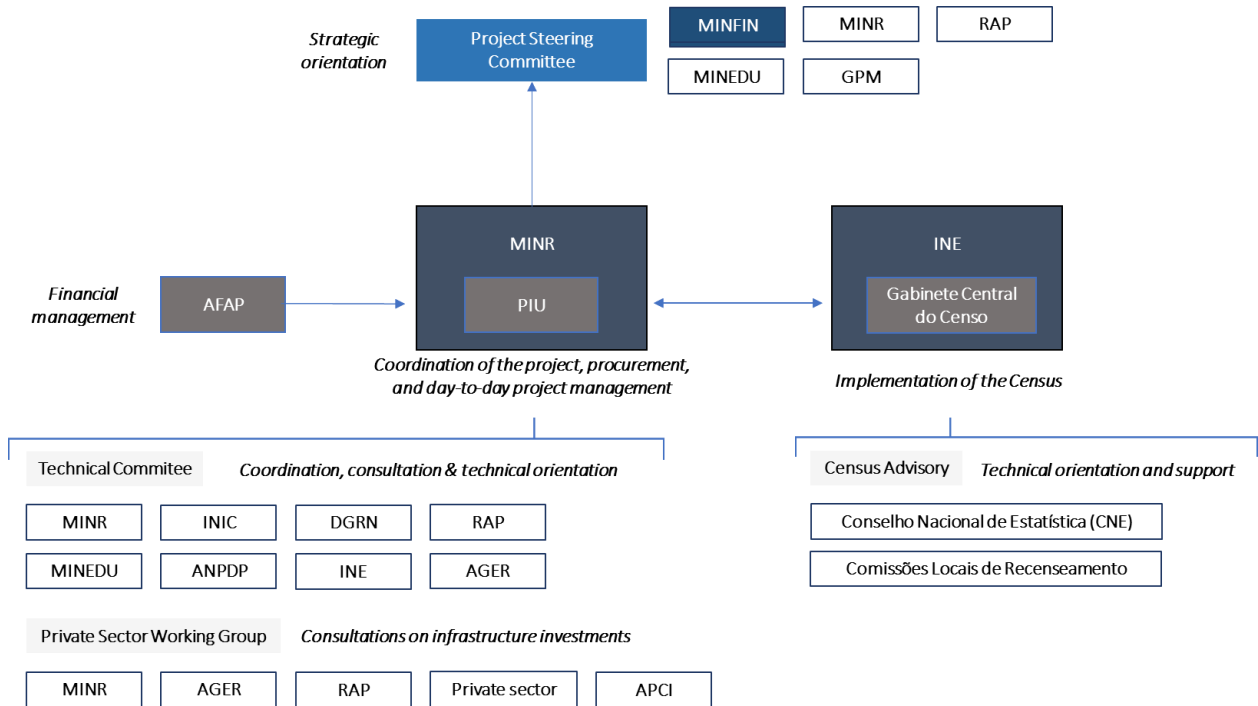 Strategic
orientation
Project Steering
Committee
MINFIN
MINR
RAP
MINEDU
GPM
Financial
management
AFAP
MINR
PIU
Coordination of the project, procurement,
and day-to-day project management
INE
Gabinete Central
do Censo
Implementation of the Census
Technical Commitee
Coordination, consultation & technical orientation
MINR
INIC
DGRN
RAP
MINEDU
ANPDP
INE
AGER
Census Advisory
Technical orientation and support
Conselho Nacional de Estatística (CNE)
Comissões Locais de Recenseamento
Private Sector Working Group
Consultations on infrastructure investments
MINR
AGER
RAP
Private sector
APCI